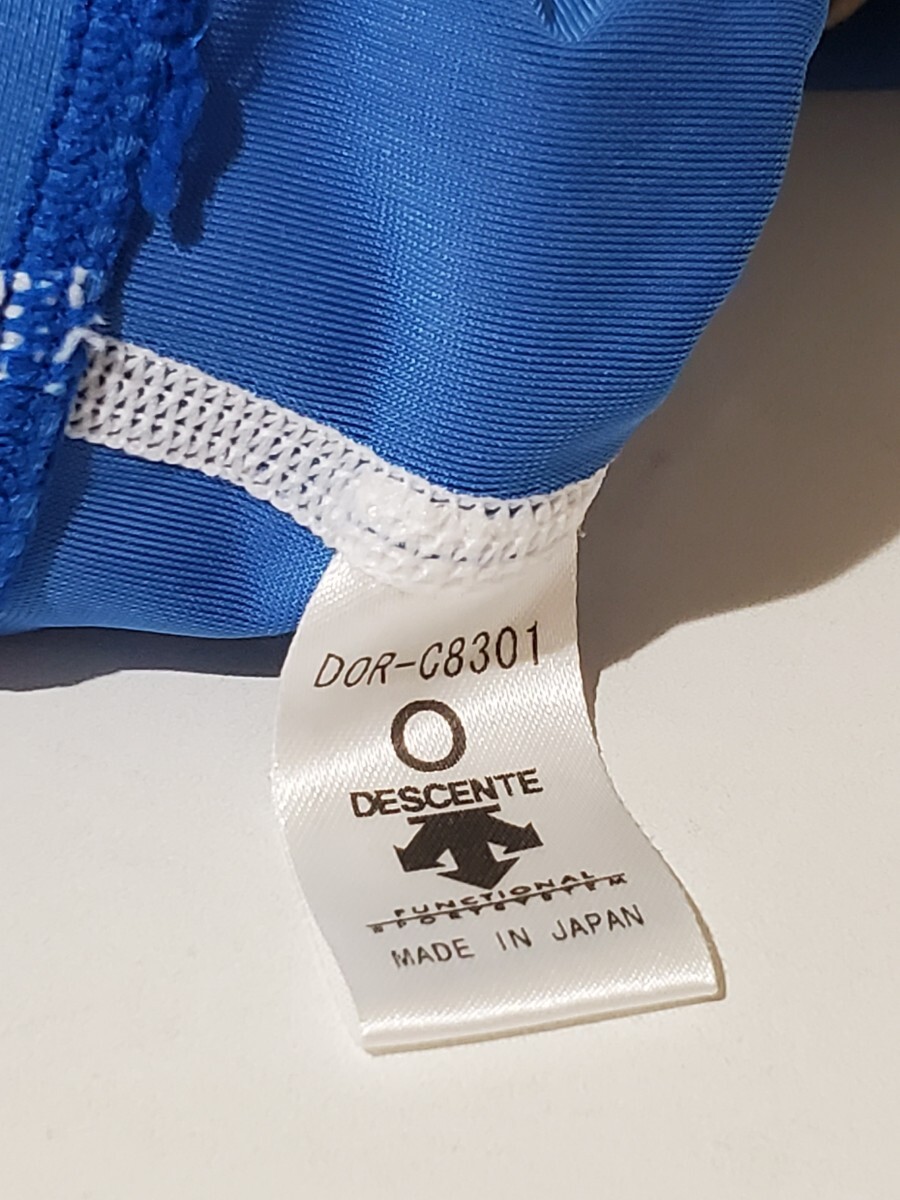 DOR-C8301
O
DESCENTE
FUNCTIONAL
SPORTSYSTEM
MADE IN JAPAN